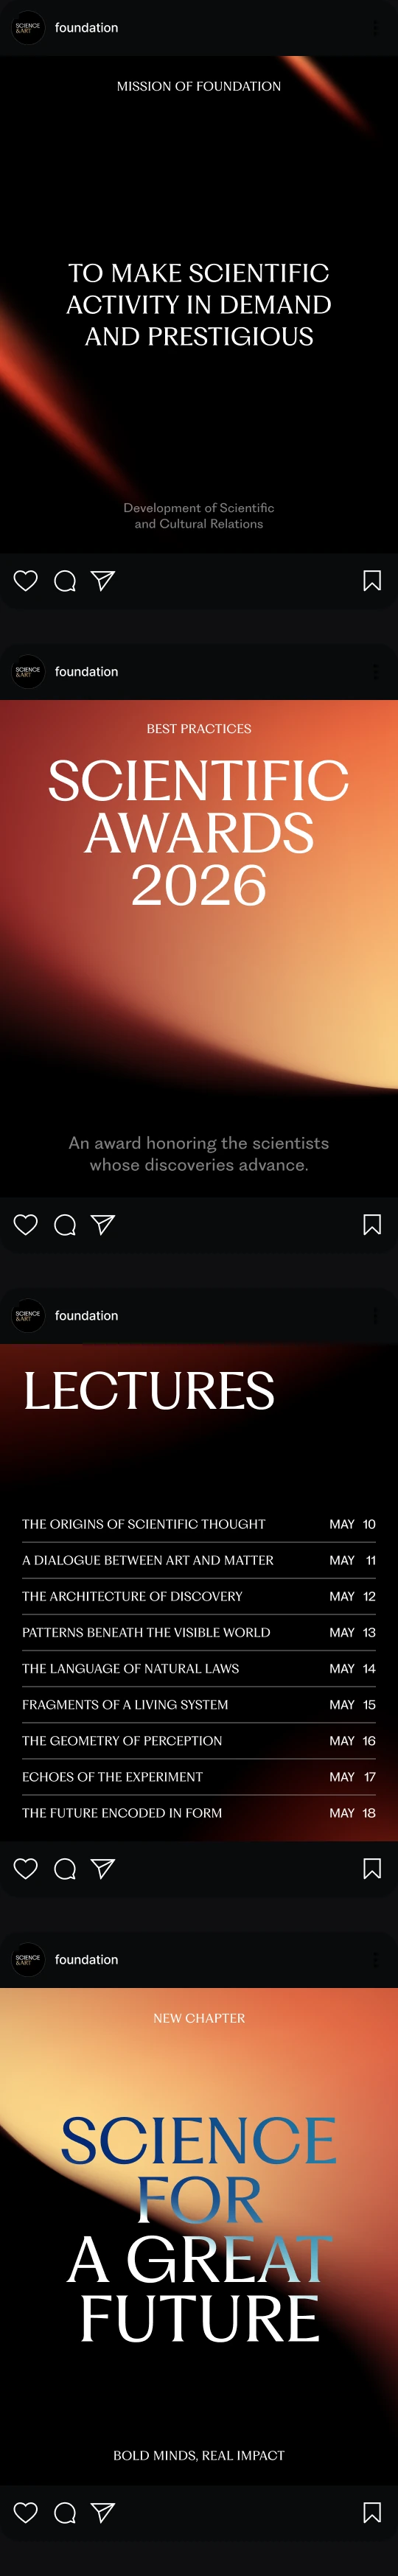 SCIENCE
&ART
foundation
MISSION OF FOUNDATION
TO MAKE SCIENTIFIC
ACTIVITY IN DEMAND
AND PRESTIGIOUS
Development of Scientific
and Cultural Relations
SCIENCE
&ART
foundation
BEST PRACTICES
SCIENTIFIC
AWARDS
2026
An award honoring the scientists
whose discoveries advance.
SCIENCE
&ART
foundation
LECTURES
THE ORIGINS OF SCIENTIFIC THOUGHT MAY 10
A DIALOGUE BETWEEN ART AND MATTER MAY 11
THE ARCHITECTURE OF DISCOVERY MAY 12
PATTERNS BENEATH THE VISIBLE WORLD MAY 13
THE LANGUAGE OF NATURAL LAWS MAY 14
FRAGMENTS OF A LIVING SYSTEM MAY 15
THE GEOMETRY OF PERCEPTION MAY 16
ECHOES OF THE EXPERIMENT MAY 17
THE FUTURE ENCODED IN FORM MAY 18
SCIENCE
&ART
foundation
NEW CHAPTER
SCIENCE
FOR
A GREAT
FUTURE
BOLD MINDS, REAL IMPACT